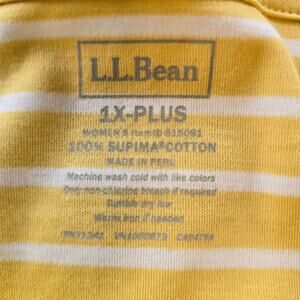 L.L.Bean
1X-PLUS
WOMEN'S ItemID 515091
100% SUPIMA® COTTON
MADE IN PERU
Machine wash cold with like colors
Only non-chlorine bleach if required
Tumble dry low
Warm iron if needed